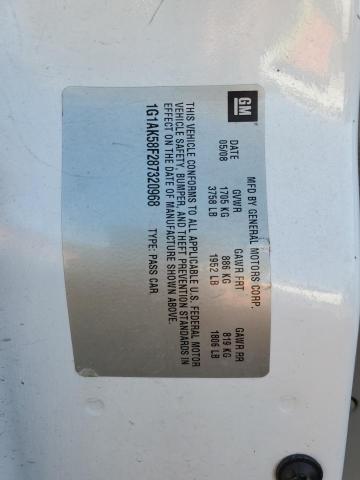 GM
MFD BY GENERAL MOTORS CORP.
DATE GVWR GAWR FRT GAWR RR
05/08 1705 KG 886 KG 819 KG
3758 LB 1952 LB 1806 LB
THIS VEHICLE CONFORMS TO ALL APPLICABLE U.S. FEDERAL MOTOR
VEHICLE SAFETY, BUMPER, AND THEFT PREVENTION STANDARDS IN
EFFECT ON THE DATE OF MANUFACTURE SHOWN ABOVE.
1G1AK58F287320968 TYPE: PASS CAR